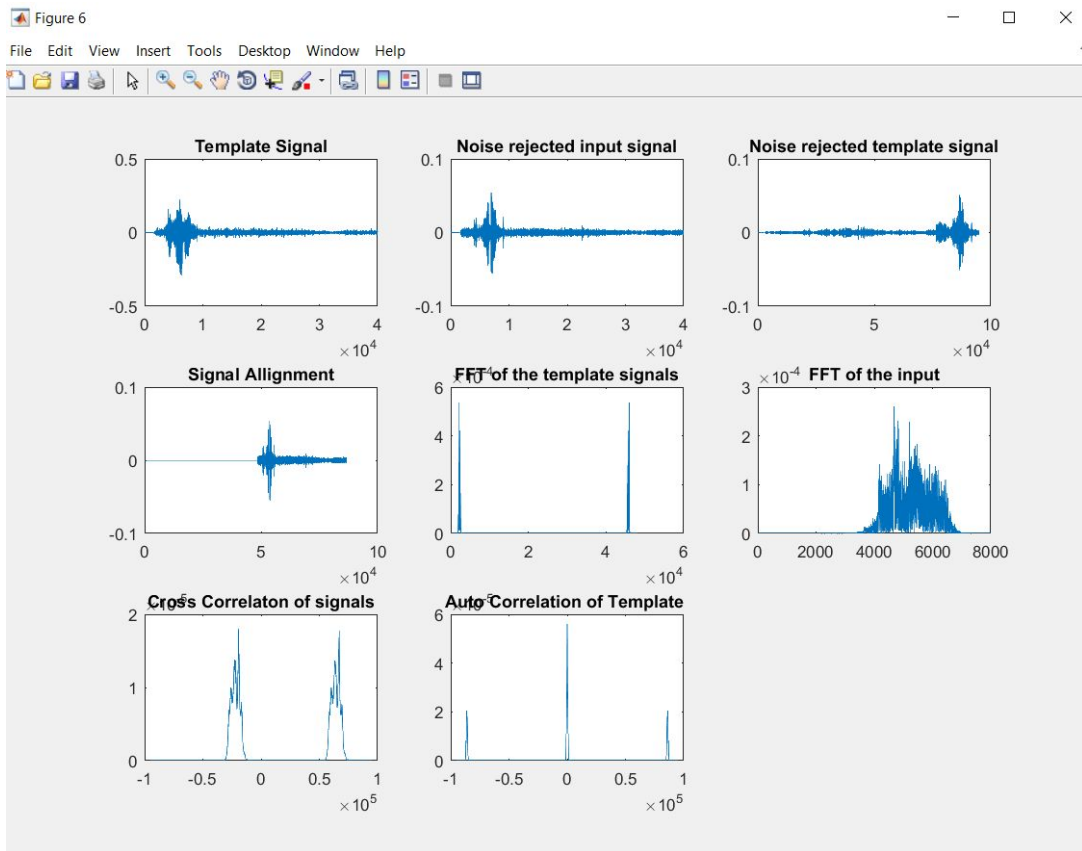 Figure 6
File Edit View Insert Tools Desktop Window Help
Template Signal
0.5
0
-0.5
0 1 2 3 4
×10^4
Noise rejected input signal
0.1
0
-0.1
0 1 2 3 4
×10^4
Noise rejected template signal
0.1
0
-0.1
0 5 10
×10^4
Signal Allignment
0.1
0
-0.1
0 5 10
×10^4
×10^-4
FFT of the template signals
6
4
2
0
0 2 4 6
×10^4
×10^-4
FFT of the input
3
2
1
0
0 2000 4000 6000 8000
×10^-5
Cross Correlaton of signals
2
1
0
-1 -0.5 0 0.5 1
×10^5
×10^-5
Auto Correlation of Template
6
4
2
0
-1 -0.5 0 0.5 1
×10^5